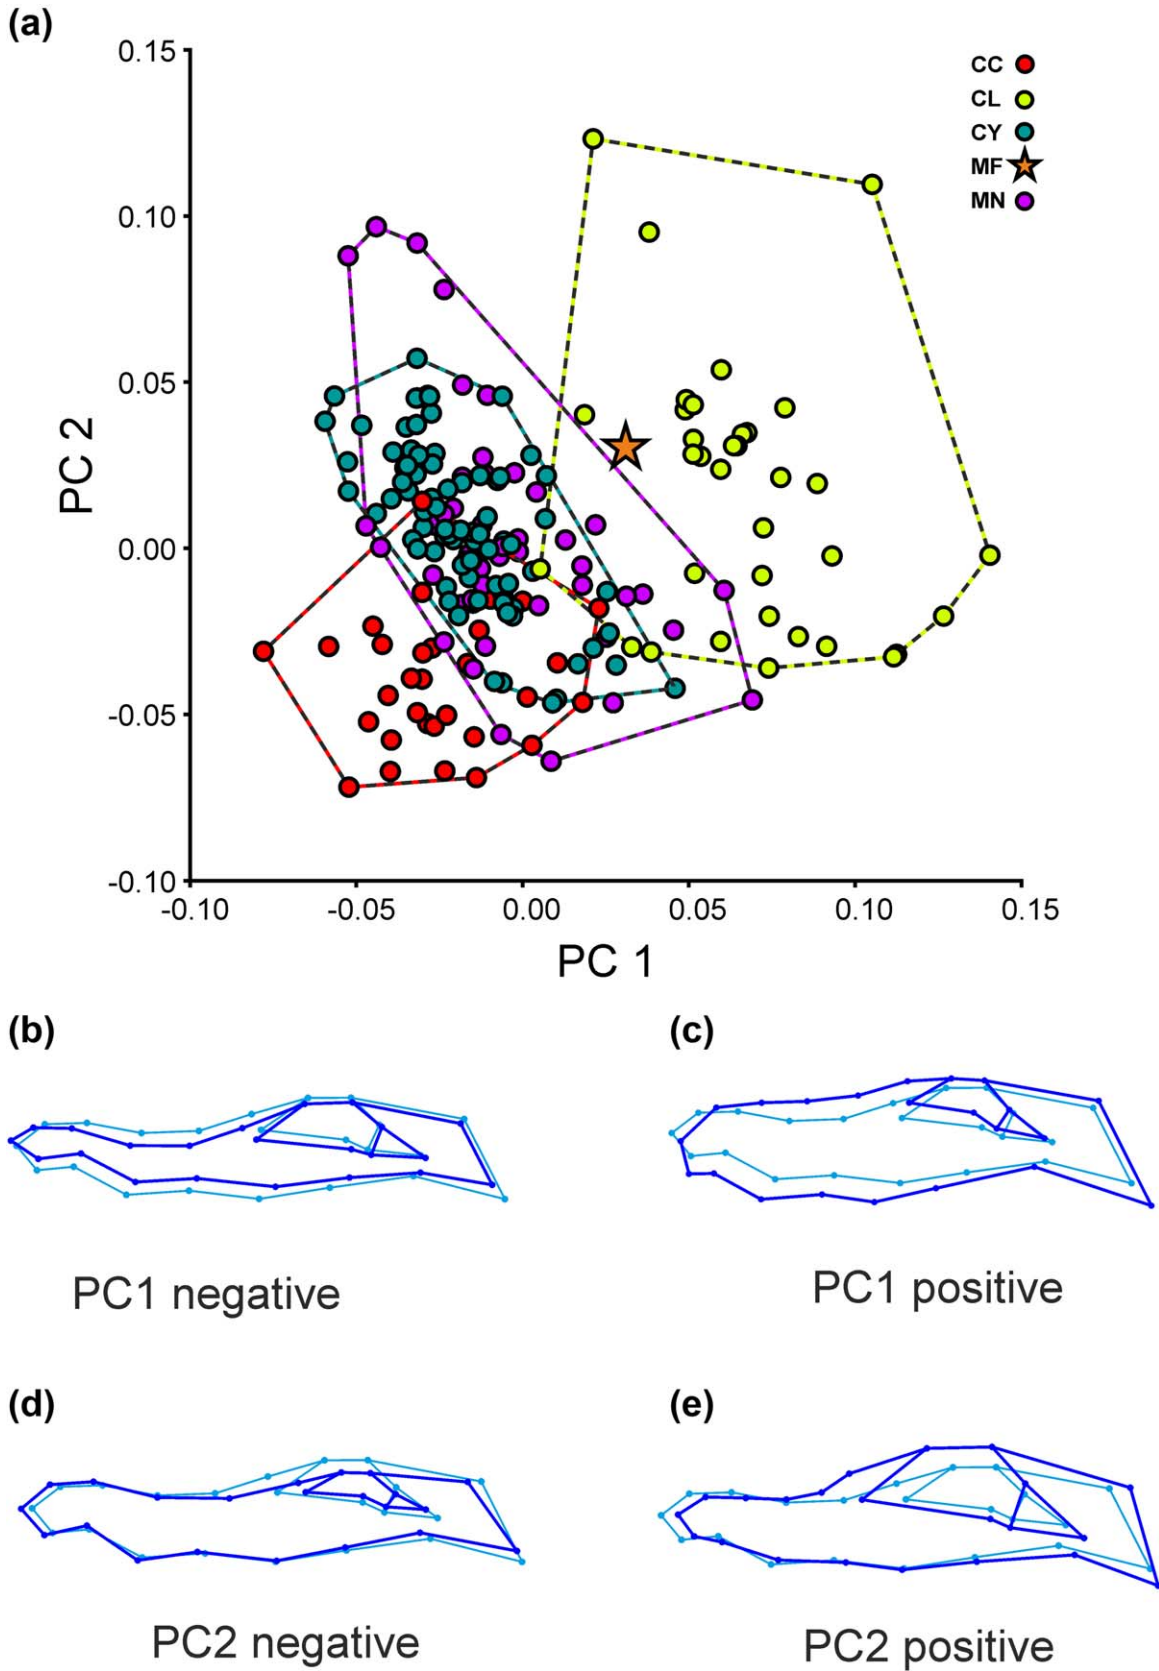 (a)
0.15
0.10
0.05
0.00
-0.05
-0.10
PC 2
CC
CL
CY
MF
MN
-0.10 -0.05 0.00 0.05 0.10 0.15
PC 1
(b) (c)
PC1 negative PC1 positive
(d) (e)
PC2 negative PC2 positive